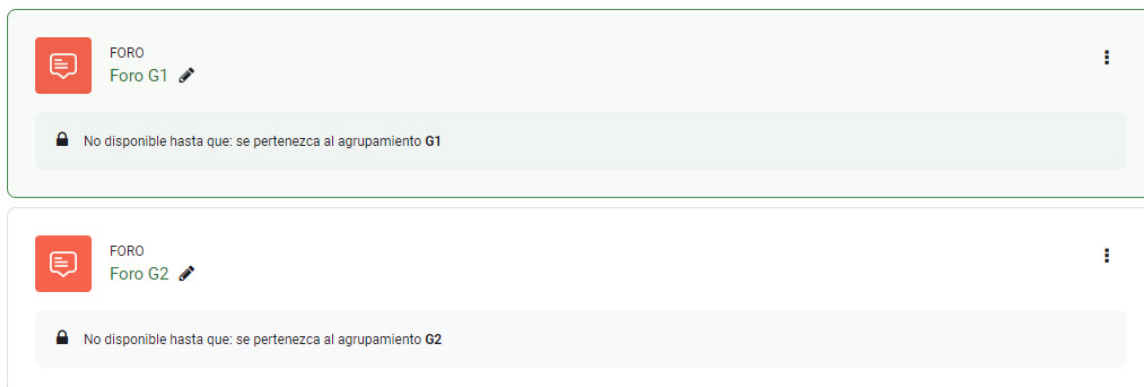 FORO
Foro G1
No disponible hasta que: se pertenezca al agrupamiento G1
FORO
Foro G2
No disponible hasta que: se pertenezca al agrupamiento G2